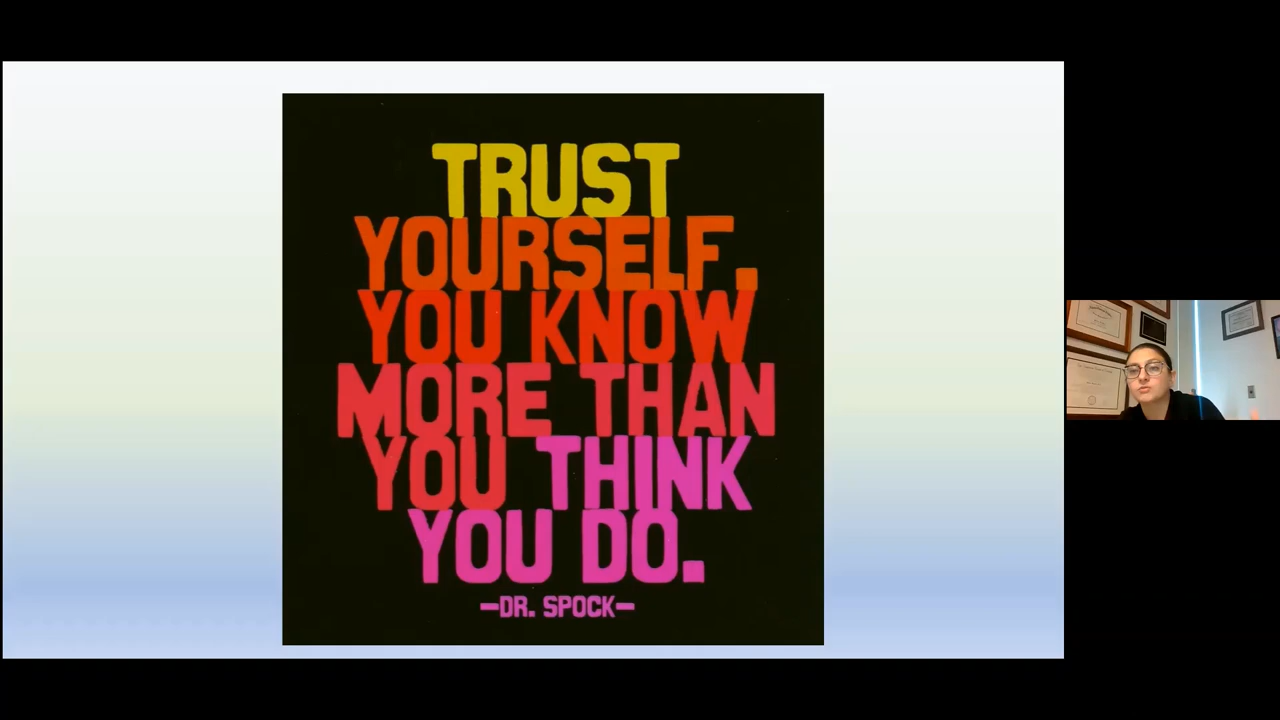 TRUST
YOURSELF.
YOU KNOW
MORE THAN
YOU THINK
YOU DO.
—DR. SPOCK—